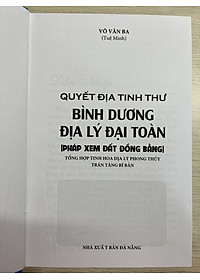 VÕ VĂN BA
(Tuệ Minh)
QUYẾT ĐỊA TINH THƯ
BÌNH DƯƠNG
ĐỊA LÝ ĐẠI TOÀN
(PHÁP XEM ĐẤT ĐỒNG BẰNG)
TỔNG HỢP TINH HOA ĐỊA LÝ PHONG THỦY
TRÂN TÀNG BÍ BẢN
NHÀ XUẤT BẢN ĐÀ NẴNG